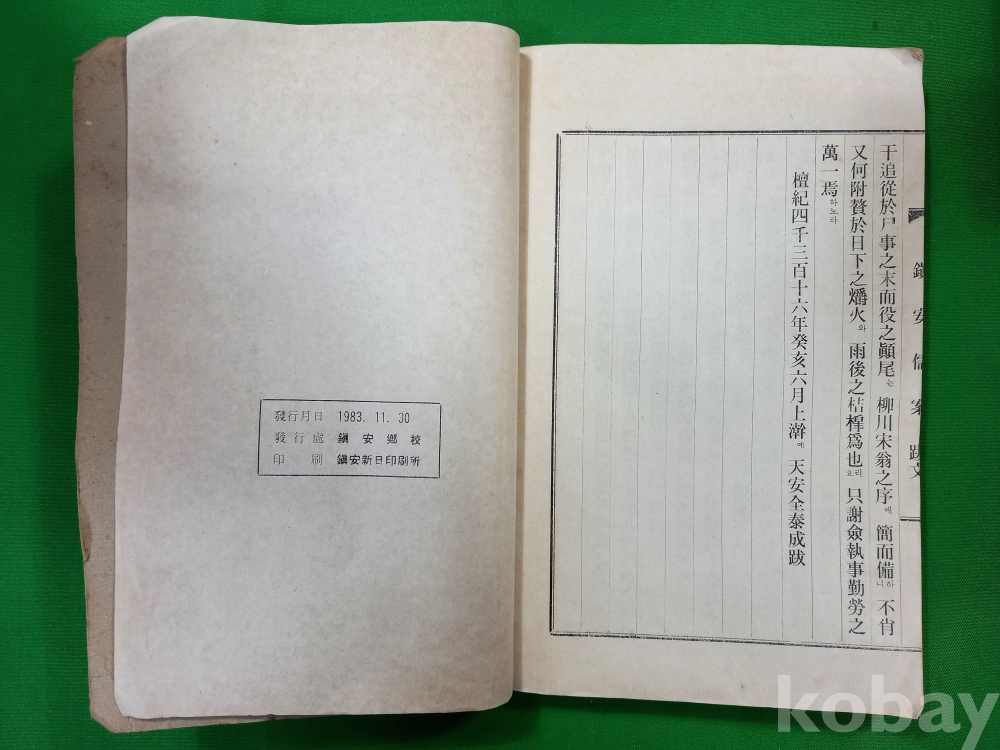 鎭安儒案 跋文
干追從於尸事之末而役之顚尾는 柳川宋翁之序에 簡而備하니 不肖
又何附贅於日下之爝火와 雨後之桔槹爲也리요 只謝僉執事勤勞之
萬一焉하노라
檀紀四千三百十六年癸亥六月上澣에 天安全泰成跋
發行月日 1983. 11. 30
發行處 鎭安鄕校
印刷 鎭安新日印刷所
kobay